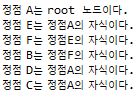 정점 A는 root 노드이다.
정점 E는 정점A의 자식이다.
정점 F는 정점E의 자식이다.
정점 B는 정점F의 자식이다.
정점 D는 정점A의 자식이다.
정점 C는 정점A의 자식이다.